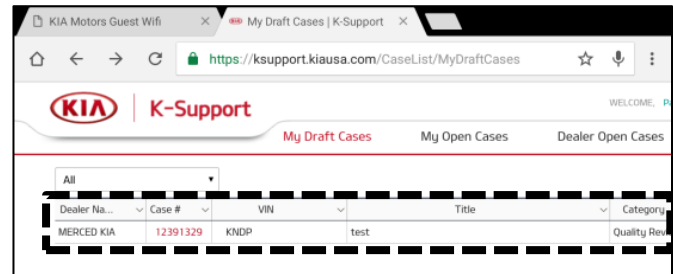 KIA Motors Guest Wifi
My Draft Cases | K-Support
https://ksupport.kiausa.com/CaseList/MyDraftCases
KIA K-Support
WELCOME,
My Draft Cases My Open Cases Dealer Open Cases
All
Dealer Na... Case # VIN Title Category
MERCED KIA 12391329 KNDP test Quality Rev